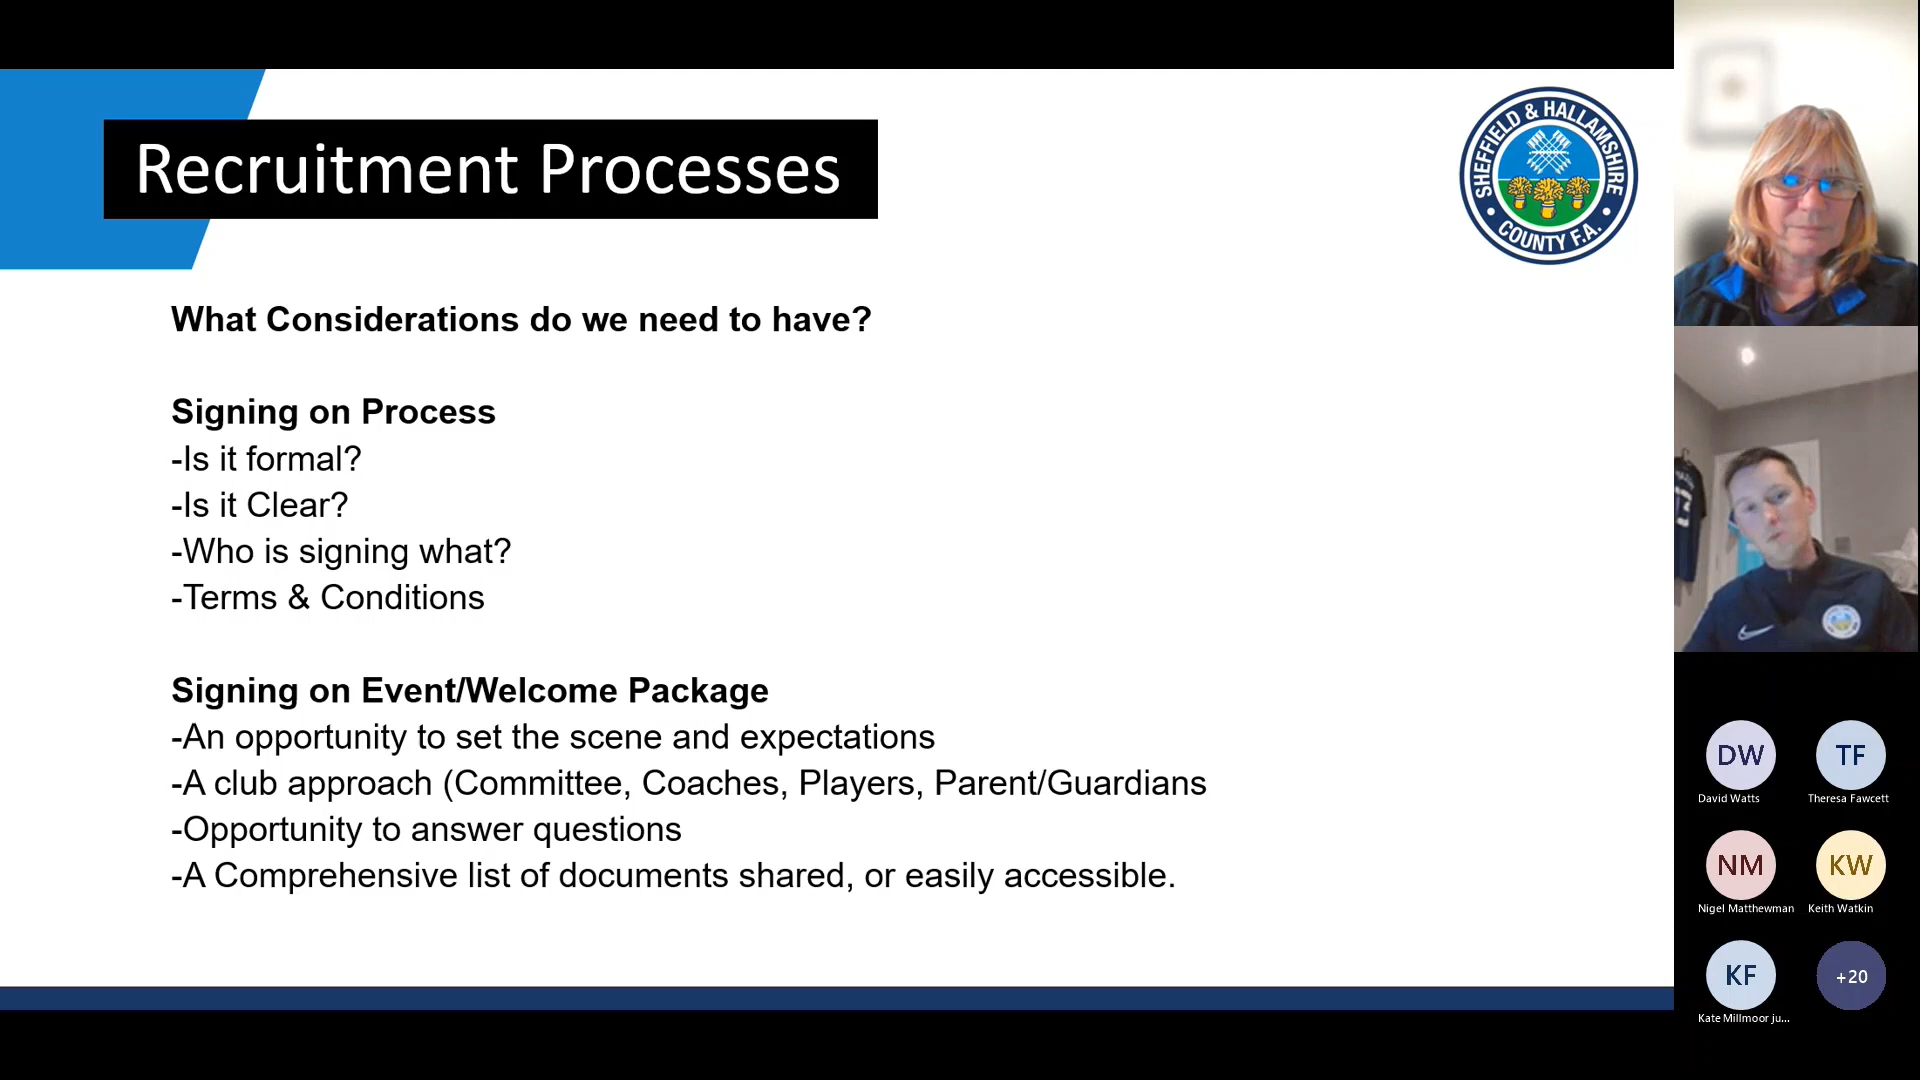 Recruitment Processes
SHEFFIELD & HALLAMSHIRE
COUNTY F.A.
What Considerations do we need to have?
Signing on Process
-Is it formal?
-Is it Clear?
-Who is signing what?
-Terms & Conditions
Signing on Event/Welcome Package
-An opportunity to set the scene and expectations
-A club approach (Committee, Coaches, Players, Parent/Guardians
-Opportunity to answer questions
-A Comprehensive list of documents shared, or easily accessible.
DW
TF
David Watts
Theresa Fawcett
NM
KW
Nigel Matthewman
Keith Watkin
KF
+20
Kate Millmoor ju...